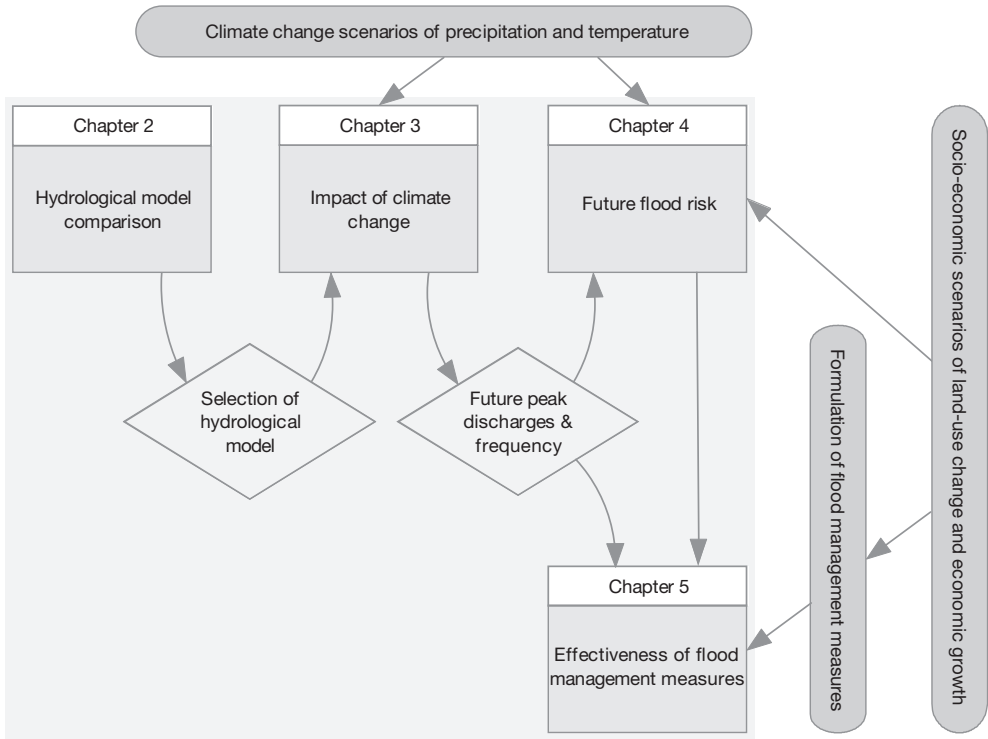 Climate change scenarios of precipitation and temperature
Chapter 2
Hydrological model
comparison
Chapter 3
Impact of climate
change
Chapter 4
Future flood risk
Selection of
hydrological
model
Future peak
discharges &
frequency
Chapter 5
Effectiveness of flood
management measures
Formulation of flood management measures
Socio-economic scenarios of land-use change and economic growth